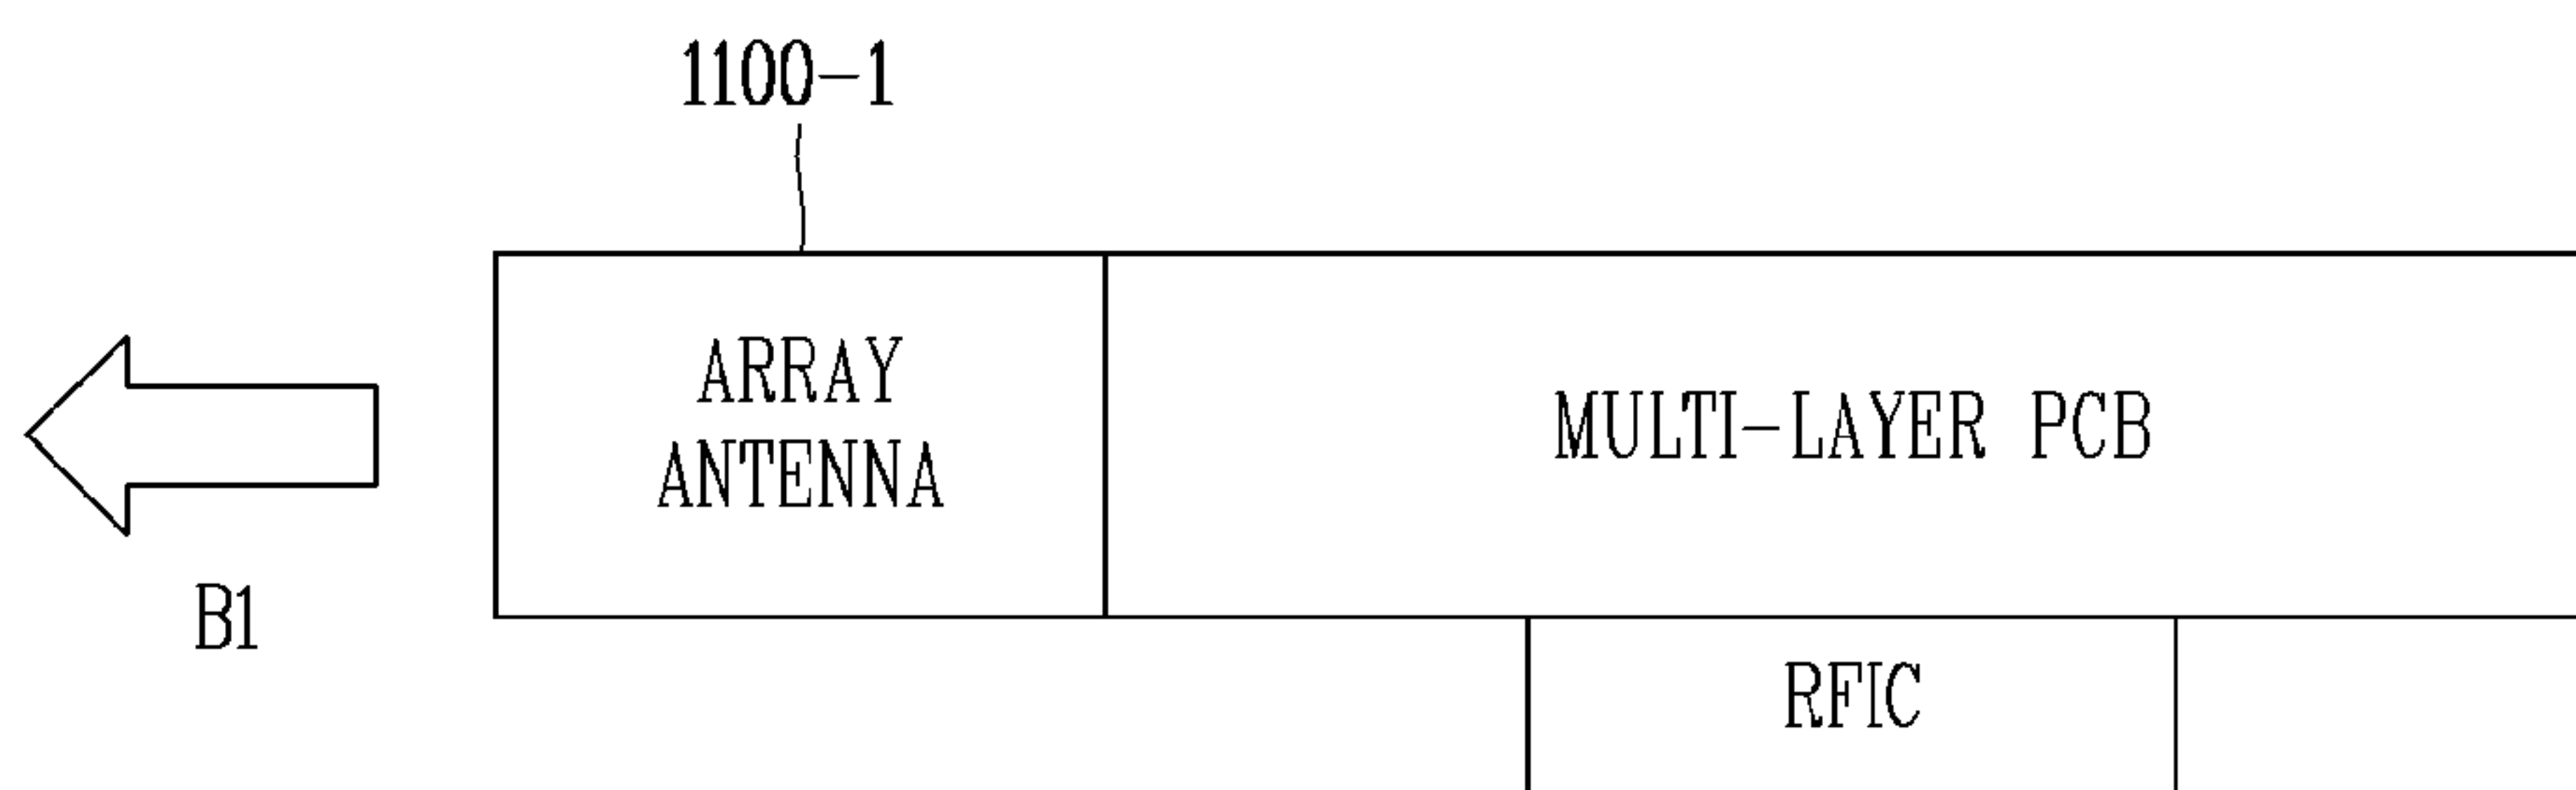 1100-1
ARRAY
ANTENNA
MULTI-LAYER PCB
B1
RFIC